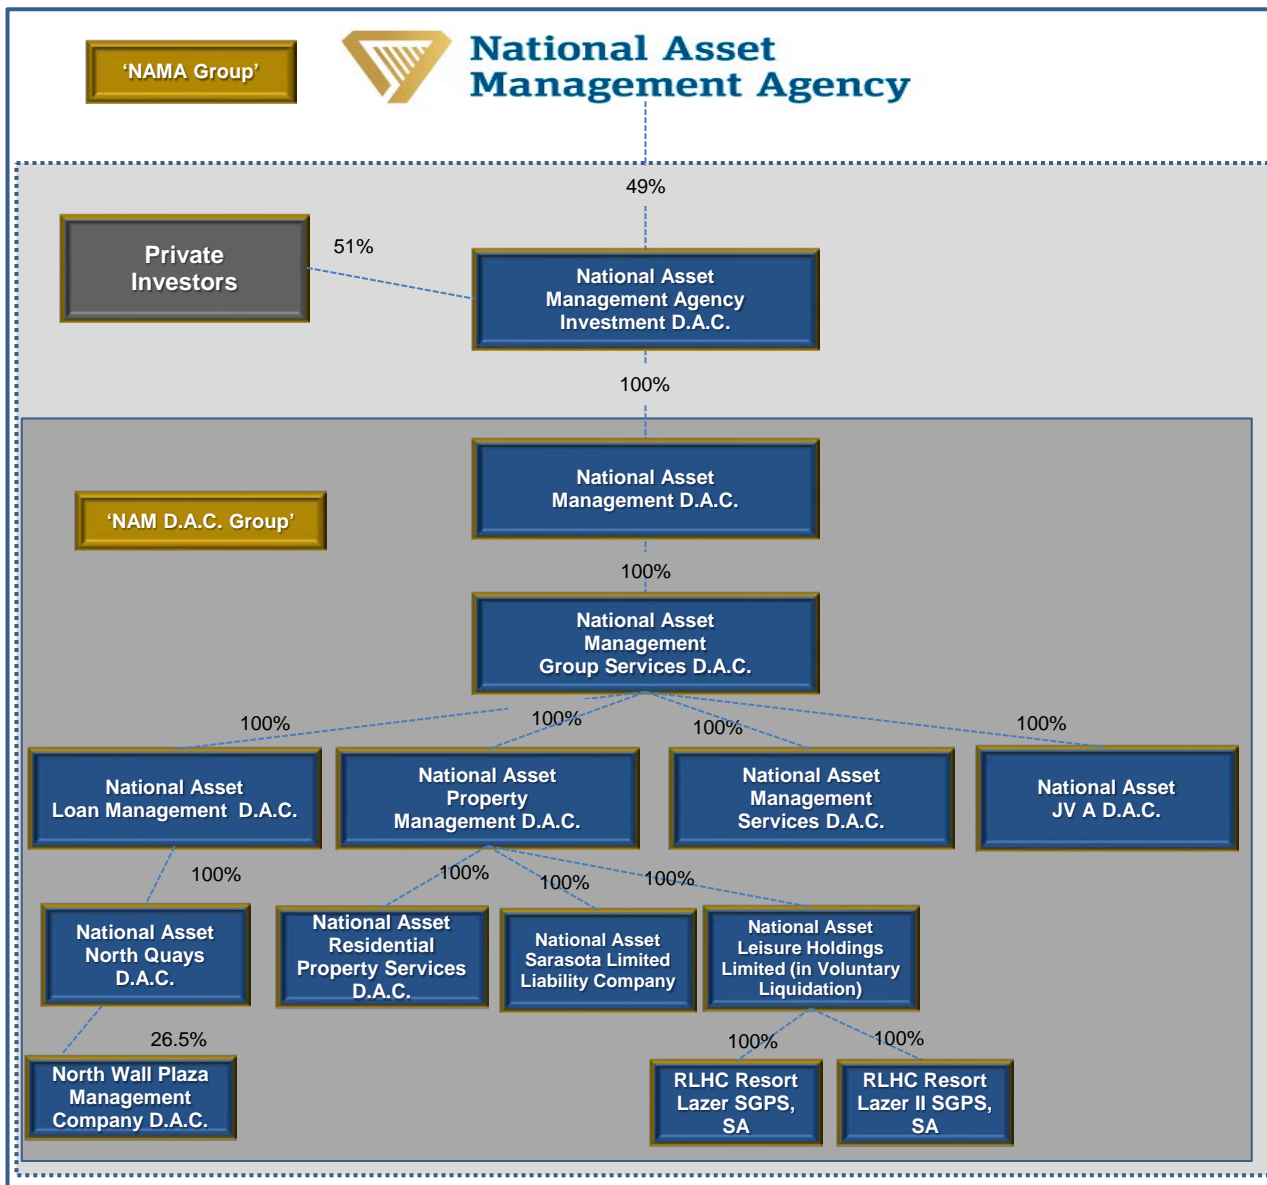 ‘NAMA Group’
National Asset
Management Agency
49%
Private
Investors
51%
National Asset
Management Agency
Investment D.A.C.
100%
National Asset
Management D.A.C.
‘NAM D.A.C. Group’
100%
National Asset
Management
Group Services D.A.C.
100%
100%
100%
100%
National Asset
Loan Management D.A.C.
National Asset
Property
Management D.A.C.
National Asset
Management
Services D.A.C.
National Asset
JV A D.A.C.
100%
100%
100%
100%
National Asset
North Quays
D.A.C.
National Asset
Residential
Property Services
D.A.C.
National Asset
Sarasota Limited
Liability Company
National Asset
Leisure Holdings
Limited (in Voluntary
Liquidation)
26.5%
100%
100%
North Wall Plaza
Management
Company D.A.C.
RLHC Resort
Lazer SGPS,
SA
RLHC Resort
Lazer II SGPS,
SA